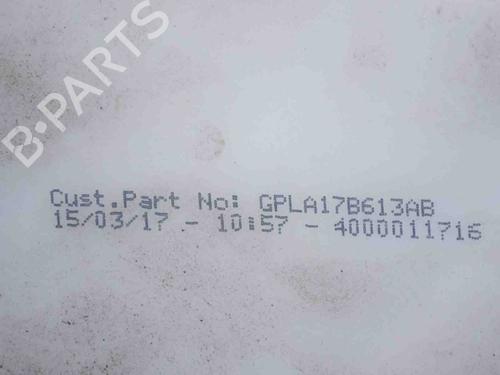 B-PARTS
Cust.Part No: GPLA17B613AB
15/03/17 - 10:57 - 4000011716